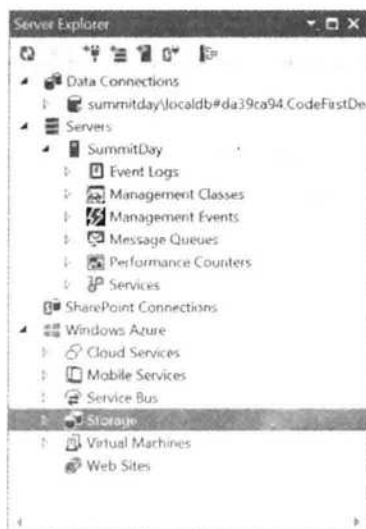 Server Explorer
Data Connections
summitday\localdb#da39ca94.CodeFirstDe
Servers
SummitDay
Event Logs
Management Classes
Management Events
Message Queues
Performance Counters
Services
SharePoint Connections
Windows Azure
Cloud Services
Mobile Services
Service Bus
Storage
Virtual Machines
Web Sites